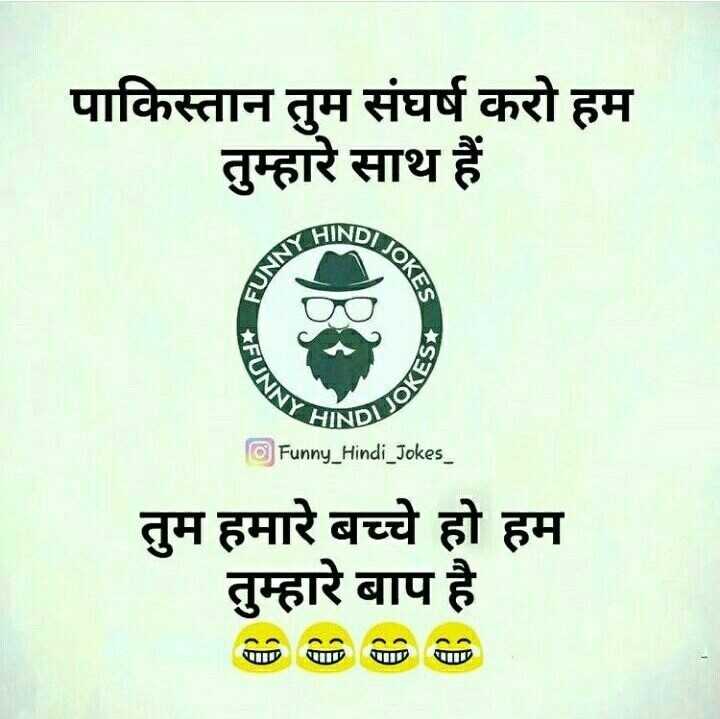 पाकिस्तान तुम संघर्ष करो हम
तुम्हारे साथ हैं
FUNNY HINDI JOKES
★FUNNY HINDI JOKES★
Funny_Hindi_Jokes_
तुम हमारे बच्चे हो हम
तुम्हारे बाप है